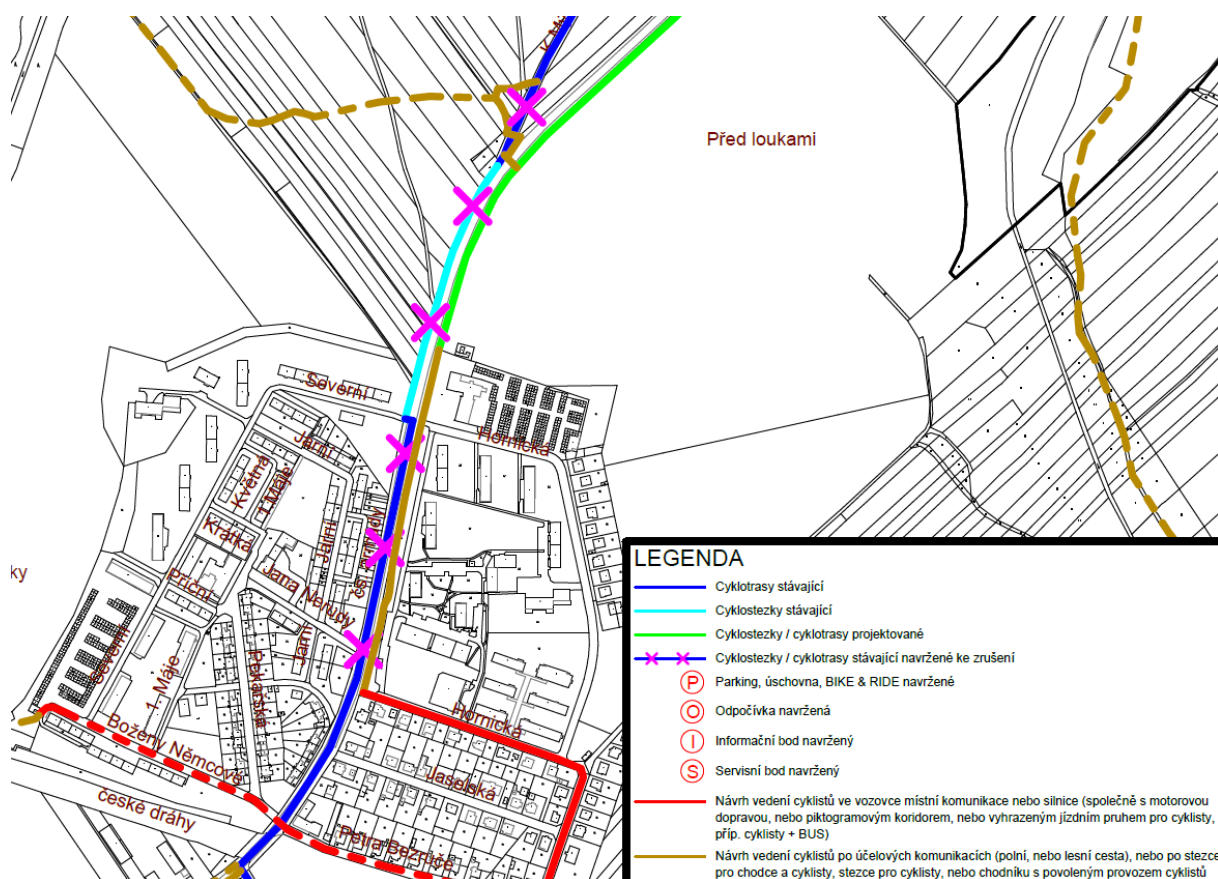 K Má
Před loukami
Severní
Hornická
Jarní
Května
1.Máje
Krátká
Jarní
čs. armády
Jana Nerudy
Příční
ky
Jarní
Severní
1. Máje
Pekařská
Hornická
Boženy Němcové
Jaselská
české dráhy
Petra Bezruče
LEGENDA
Cyklotrasy stávající
Cyklostezky stávající
Cyklostezky / cyklotrasy projektované
Cyklostezky / cyklotrasy stávající navržené ke zrušení
P Parking, úschovna, BIKE & RIDE navržené
O Odpočívka navržená
I Informační bod navržený
S Servisní bod navržený
Návrh vedení cyklistů ve vozovce místní komunikace nebo silnice (společně s motorovou
dopravou, nebo piktogramovým koridorem, nebo vyhrazeným jízdním pruhem pro cyklisty,
příp. cyklisty + BUS)
Návrh vedení cyklistů po účelových komunikacích (polní, nebo lesní cesta), nebo po stezce
pro chodce a cyklisty, stezce pro cyklisty, nebo chodníku s povoleným provozem cyklistů